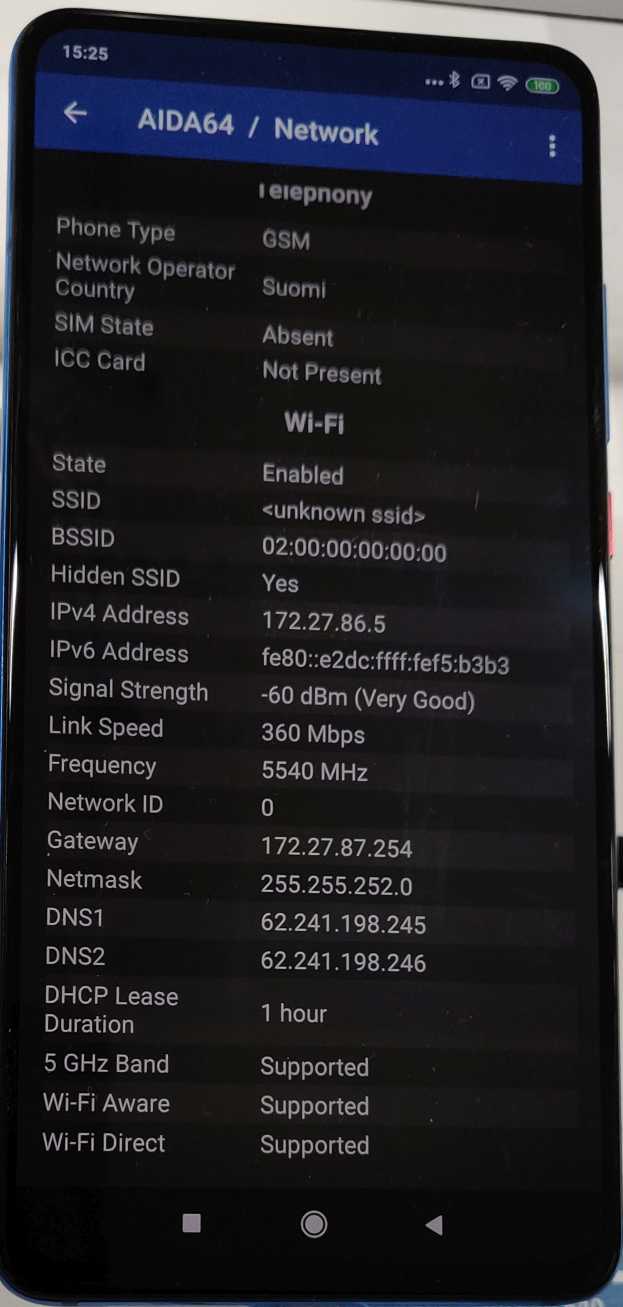 15:25
100
AIDA64 / Network
Telephony
Phone Type GSM
Network Operator
Country Suomi
SIM State Absent
ICC Card Not Present
Wi-Fi
State Enabled
SSID <unknown ssid>
BSSID 02:00:00:00:00:00
Hidden SSID Yes
IPv4 Address 172.27.86.5
IPv6 Address fe80::e2dc:ffff:fef5:b3b3
Signal Strength -60 dBm (Very Good)
Link Speed 360 Mbps
Frequency 5540 MHz
Network ID 0
Gateway 172.27.87.254
Netmask 255.255.252.0
DNS1 62.241.198.245
DNS2 62.241.198.246
DHCP Lease
Duration 1 hour
5 GHz Band Supported
Wi-Fi Aware Supported
Wi-Fi Direct Supported